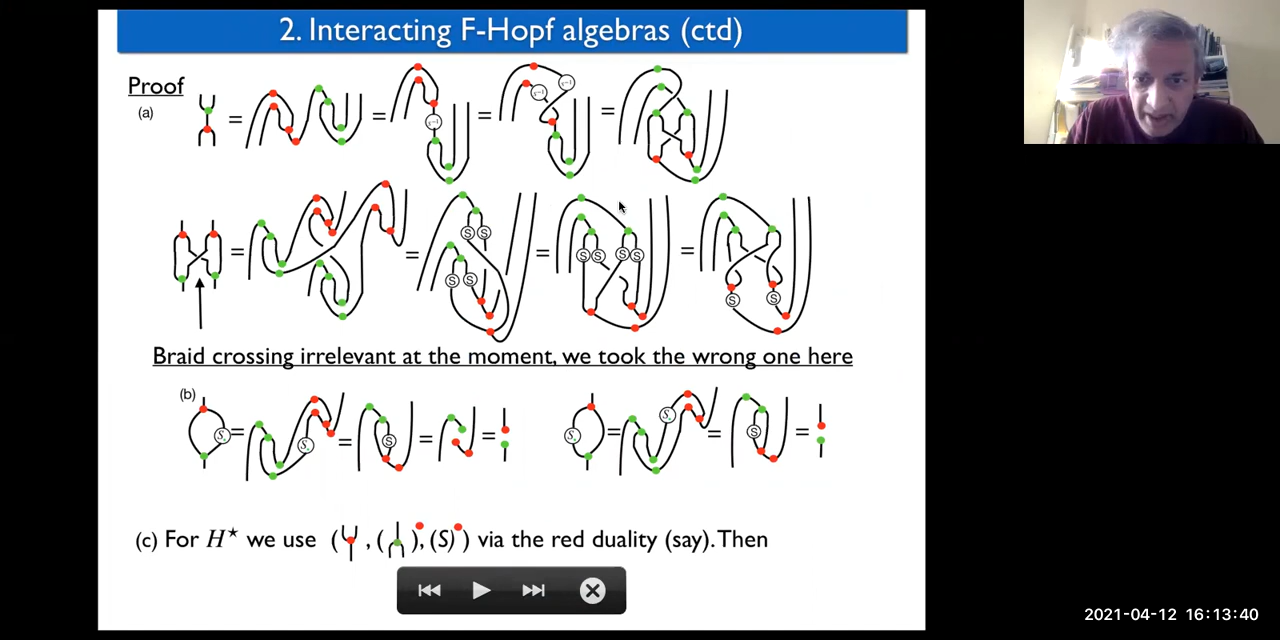 2. Interacting F-Hopf algebras (ctd)
Proof
(a)
= = = =
S S S S S S
= = = = S S S S
Braid crossing irrelevant at the moment, we took the wrong one here
(b)
S = S = S = = S = S = S =
(c) For H* we use ( , ( ) , (S) ) via the red duality (say). Then
2021-04-12 16:13:40